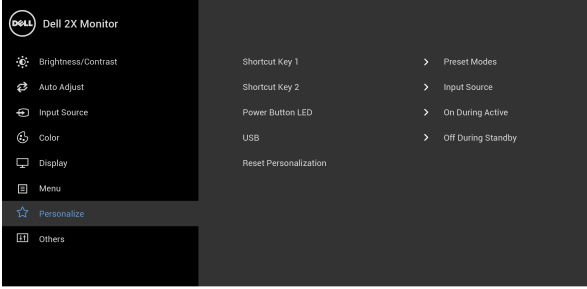 DELL Dell 2X Monitor
Brightness/Contrast
Auto Adjust
Input Source
Color
Display
Menu
Personalize
Others
Shortcut Key 1 > Preset Modes
Shortcut Key 2 > Input Source
Power Button LED > On During Active
USB > Off During Standby
Reset Personalization